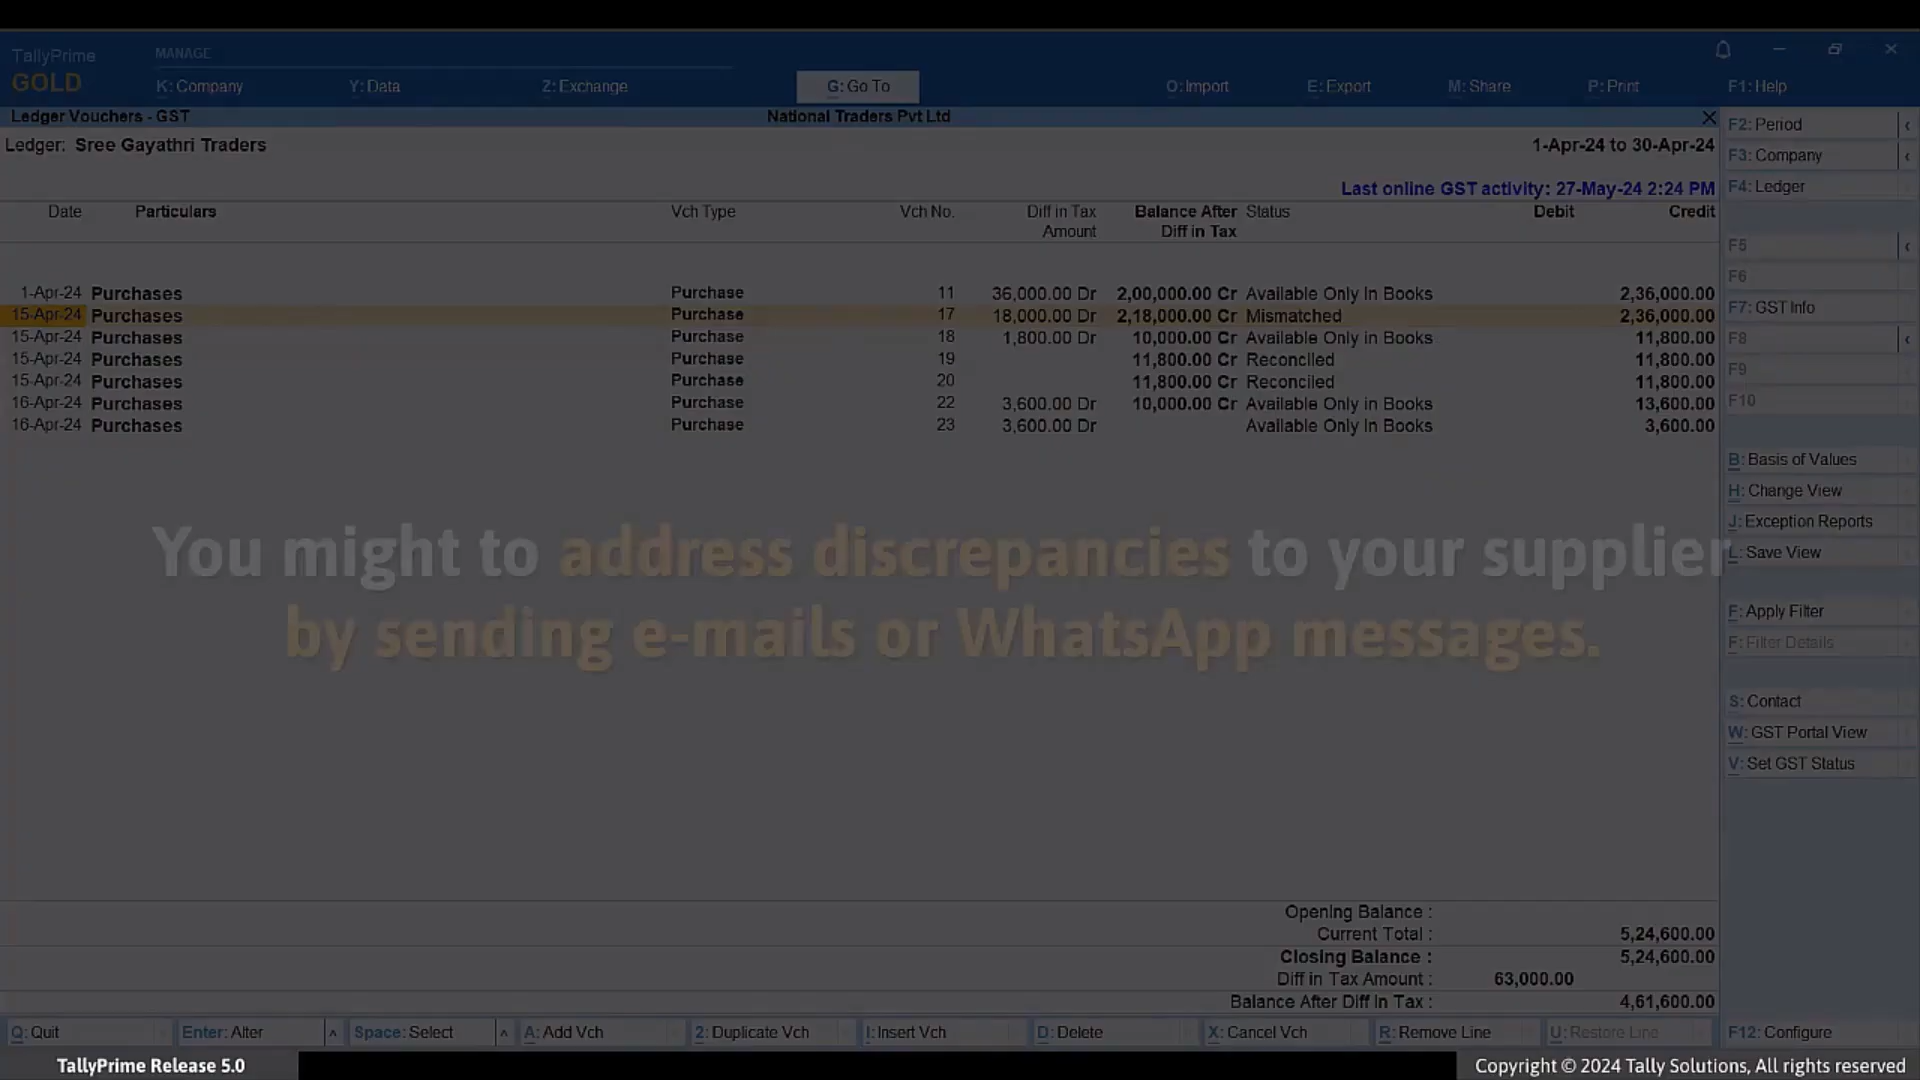 TallyPrime
GOLD
MANAGE
K: Company Y: Data Z: Exchange G: Go To O: Import E: Export M: Share P: Print F1: Help
Ledger Vouchers - GST National Traders Pvt Ltd
Ledger: Sree Gayathri Traders 1-Apr-24 to 30-Apr-24
Last online GST activity: 27-May-24 2:24 PM
Date Particulars Vch Type Vch No. Diff in Tax Balance After Status Debit Credit
Amount Diff in Tax
1-Apr-24 Purchases Purchase 11 36,000.00 Dr 2,00,000.00 Cr Available Only In Books 2,36,000.00
15-Apr-24 Purchases Purchase 17 18,000.00 Dr 2,18,000.00 Cr Mismatched 2,36,000.00
15-Apr-24 Purchases Purchase 18 1,800.00 Dr 10,000.00 Cr Available Only In Books 11,800.00
15-Apr-24 Purchases Purchase 19 11,800.00 Cr Reconciled 11,800.00
15-Apr-24 Purchases Purchase 20 11,800.00 Cr Reconciled 11,800.00
16-Apr-24 Purchases Purchase 22 3,600.00 Dr 10,000.00 Cr Available Only In Books 13,600.00
16-Apr-24 Purchases Purchase 23 3,600.00 Dr Available Only In Books 3,600.00
You might to address discrepancies to your supplier
by sending e-mails or WhatsApp messages.
Opening Balance :
Current Total : 5,24,600.00
Closing Balance : 5,24,600.00
Diff in Tax Amount : 63,000.00
Balance After Diff In Tax : 4,61,600.00
F2: Period
F3: Company
F4: Ledger
F5
F6
F7: GST Info
F8
F9
F10
B: Basis of Values
H: Change View
J: Exception Reports
L: Save View
F: Apply Filter
F: Filter Details
S: Contact
W: GST Portal View
V: Set GST Status
Q: Quit Enter: Alter Space: Select A: Add Vch 2: Duplicate Vch I: Insert Vch D: Delete X: Cancel Vch R: Remove Line U: Restore Line F12: Configure
TallyPrime Release 5.0 Copyright © 2024 Tally Solutions, All rights reserved